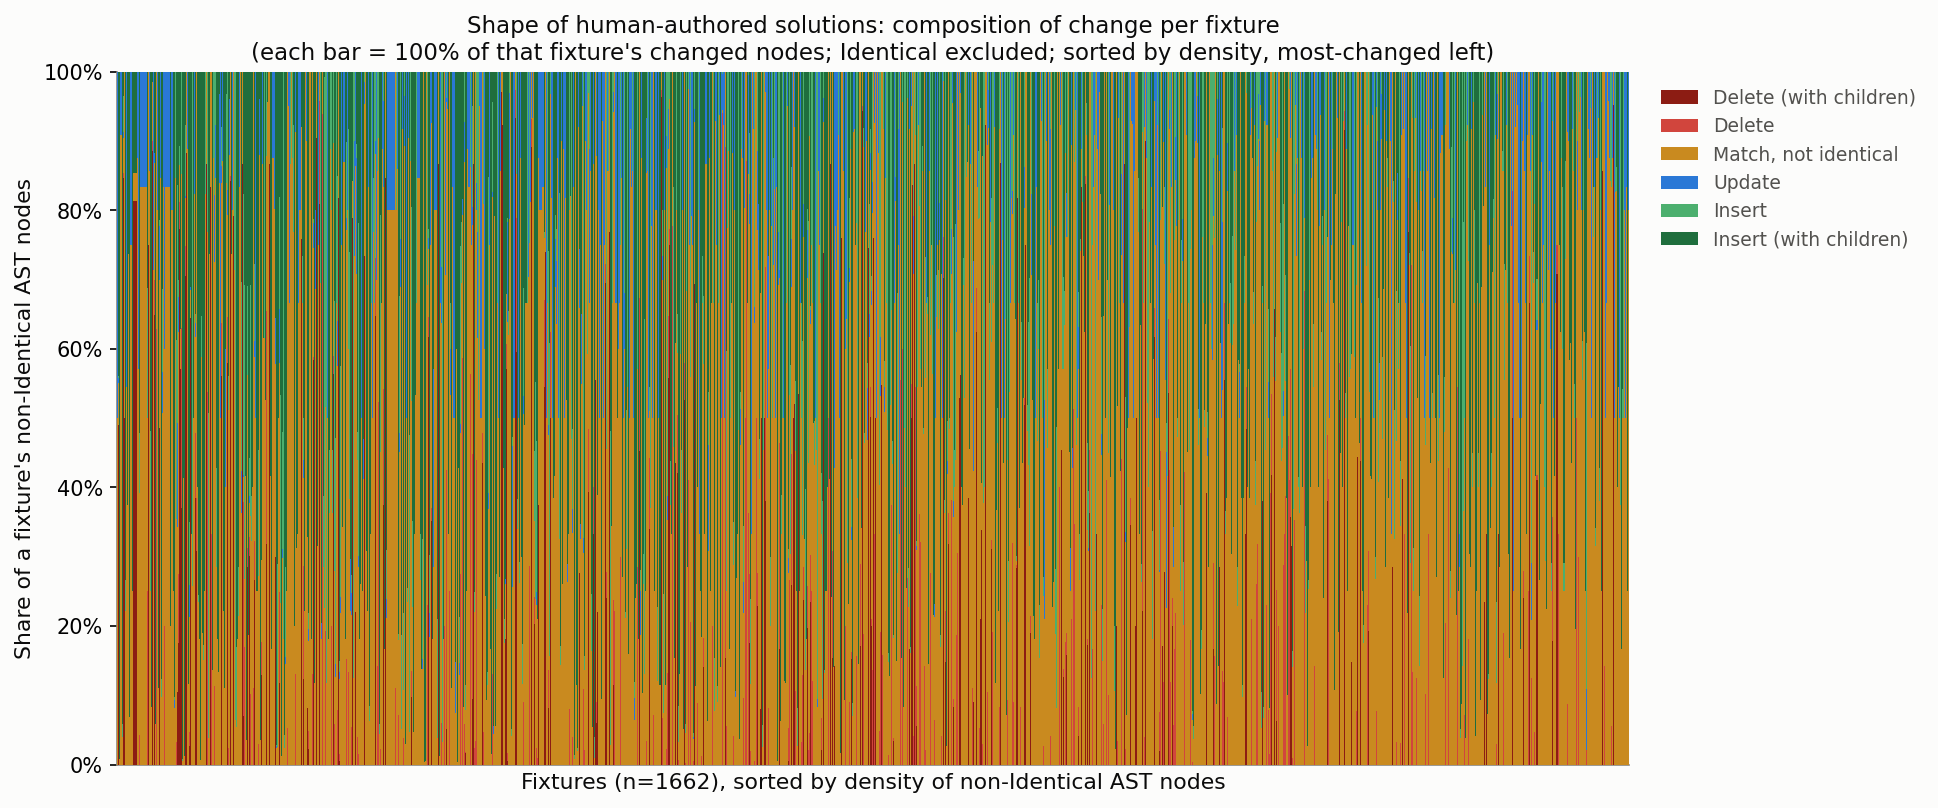 Shape of human-authored solutions: composition of change per fixture
(each bar = 100% of that fixture's changed nodes; Identical excluded; sorted by density, most-changed left)
Share of a fixture's non-Identical AST nodes
100%
80%
60%
40%
20%
0%
Fixtures (n=1662), sorted by density of non-Identical AST nodes
Delete (with children)
Delete
Match, not identical
Update
Insert
Insert (with children)